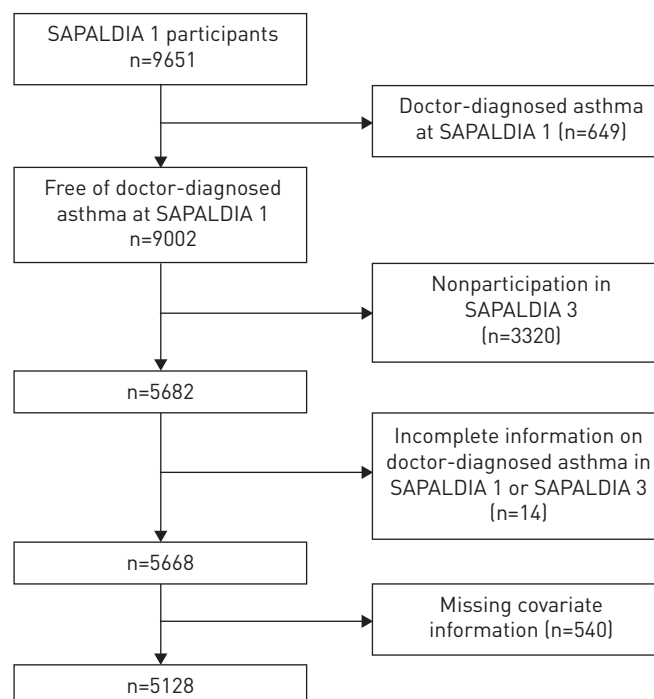 SAPALDIA 1 participants
n=9651
Doctor-diagnosed asthma
at SAPALDIA 1 (n=649)
Free of doctor-diagnosed
asthma at SAPALDIA 1
n=9002
Nonparticipation in
SAPALDIA 3
(n=3320)
n=5682
Incomplete information on
doctor-diagnosed asthma in
SAPALDIA 1 or SAPALDIA 3
(n=14)
n=5668
Missing covariate
information (n=540)
n=5128